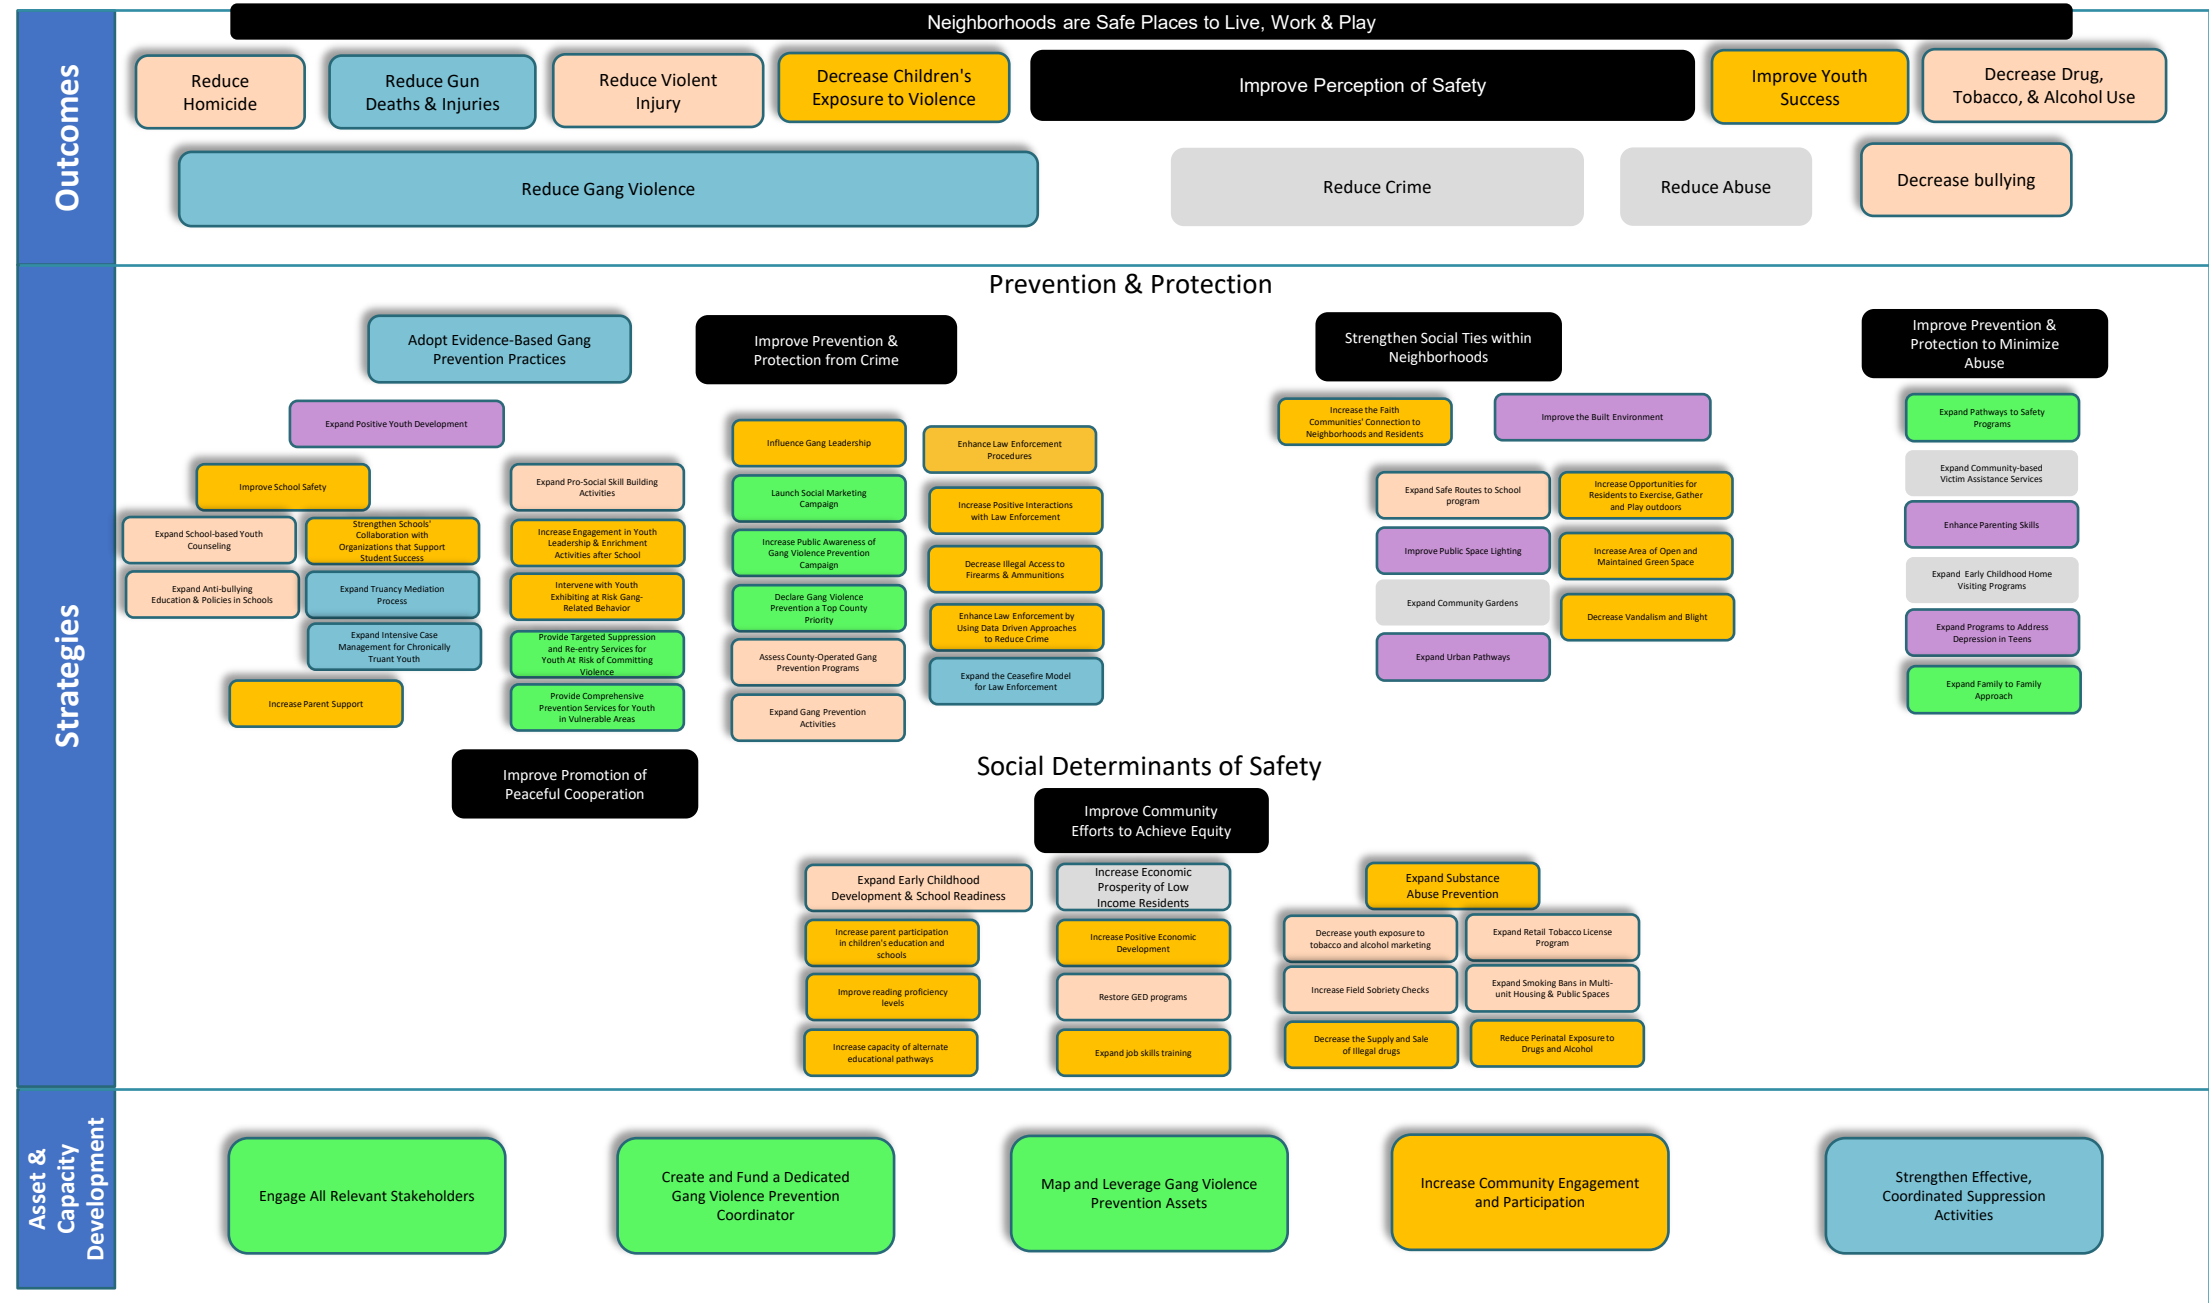 Neighborhoods are Safe Places to Live, Work & Play
Outcomes
Reduce
Homicide
Reduce Gun
Deaths & Injuries
Reduce Violent
Injury
Decrease Children's
Exposure to Violence
Improve Perception of Safety
Improve Youth
Success
Decrease Drug,
Tobacco, & Alcohol Use
Reduce Gang Violence
Reduce Crime
Reduce Abuse
Decrease bullying
Strategies
Prevention & Protection
Adopt Evidence-Based Gang
Prevention Practices
Improve Prevention &
Protection from Crime
Strengthen Social Ties within
Neighborhoods
Improve Prevention &
Protection to Minimize
Abuse
Expand Positive Youth Development
Improve School Safety
Expand School-based Youth
Counseling
Strengthen Schools'
Collaboration with
Organizations that Support
Student Success
Expand Anti-bullying
Education & Policies in Schools
Expand Truancy Mediation
Process
Expand Intensive Case
Management for Chronically
Truant Youth
Increase Parent Support
Expand Pro-Social Skill Building
Activities
Increase Engagement in Youth
Leadership & Enrichment
Activities after School
Intervene with Youth
Exhibiting at Risk Gang-
Related Behavior
Provide Targeted Suppression
and Re-entry Services for
Youth At Risk of Committing
Violence
Provide Comprehensive
Prevention Services for Youth
in Vulnerable Areas
Influence Gang Leadership
Launch Social Marketing
Campaign
Increase Public Awareness of
Gang Violence Prevention
Campaign
Declare Gang Violence
Prevention a Top County
Priority
Assess County-Operated Gang
Prevention Programs
Expand Gang Prevention
Activities
Enhance Law Enforcement
Procedures
Increase Positive Interactions
with Law Enforcement
Decrease Illegal Access to
Firearms & Ammunitions
Enhance Law Enforcement by
Using Data Driven Approaches
to Reduce Crime
Expand the Ceasefire Model
for Law Enforcement
Increase the Faith
Communities' Connection to
Neighborhoods and Residents
Improve the Built Environment
Expand Safe Routes to School
program
Improve Public Space Lighting
Expand Community Gardens
Expand Urban Pathways
Increase Opportunities for
Residents to Exercise, Gather
and Play outdoors
Increase Area of Open and
Maintained Green Space
Decrease Vandalism and Blight
Expand Pathways to Safety
Programs
Expand Community-based
Victim Assistance Services
Enhance Parenting Skills
Expand Early Childhood Home
Visiting Programs
Expand Programs to Address
Depression in Teens
Expand Family to Family
Approach
Improve Promotion of
Peaceful Cooperation
Social Determinants of Safety
Improve Community
Efforts to Achieve Equity
Expand Early Childhood
Development & School Readiness
Increase parent participation
in children's education and
schools
Improve reading proficiency
levels
Increase capacity of alternate
educational pathways
Increase Economic
Prosperity of Low
Income Residents
Increase Positive Economic
Development
Restore GED programs
Expand job skills training
Expand Substance
Abuse Prevention
Decrease youth exposure to
tobacco and alcohol marketing
Expand Retail Tobacco License
Program
Increase Field Sobriety Checks
Expand Smoking Bans in Multi-
unit Housing & Public Spaces
Decrease the Supply and Sale
of Illegal drugs
Reduce Perinatal Exposure to
Drugs and Alcohol
Asset &
Capacity
Development
Engage All Relevant Stakeholders
Create and Fund a Dedicated
Gang Violence Prevention
Coordinator
Map and Leverage Gang Violence
Prevention Assets
Increase Community Engagement
and Participation
Strengthen Effective,
Coordinated Suppression
Activities